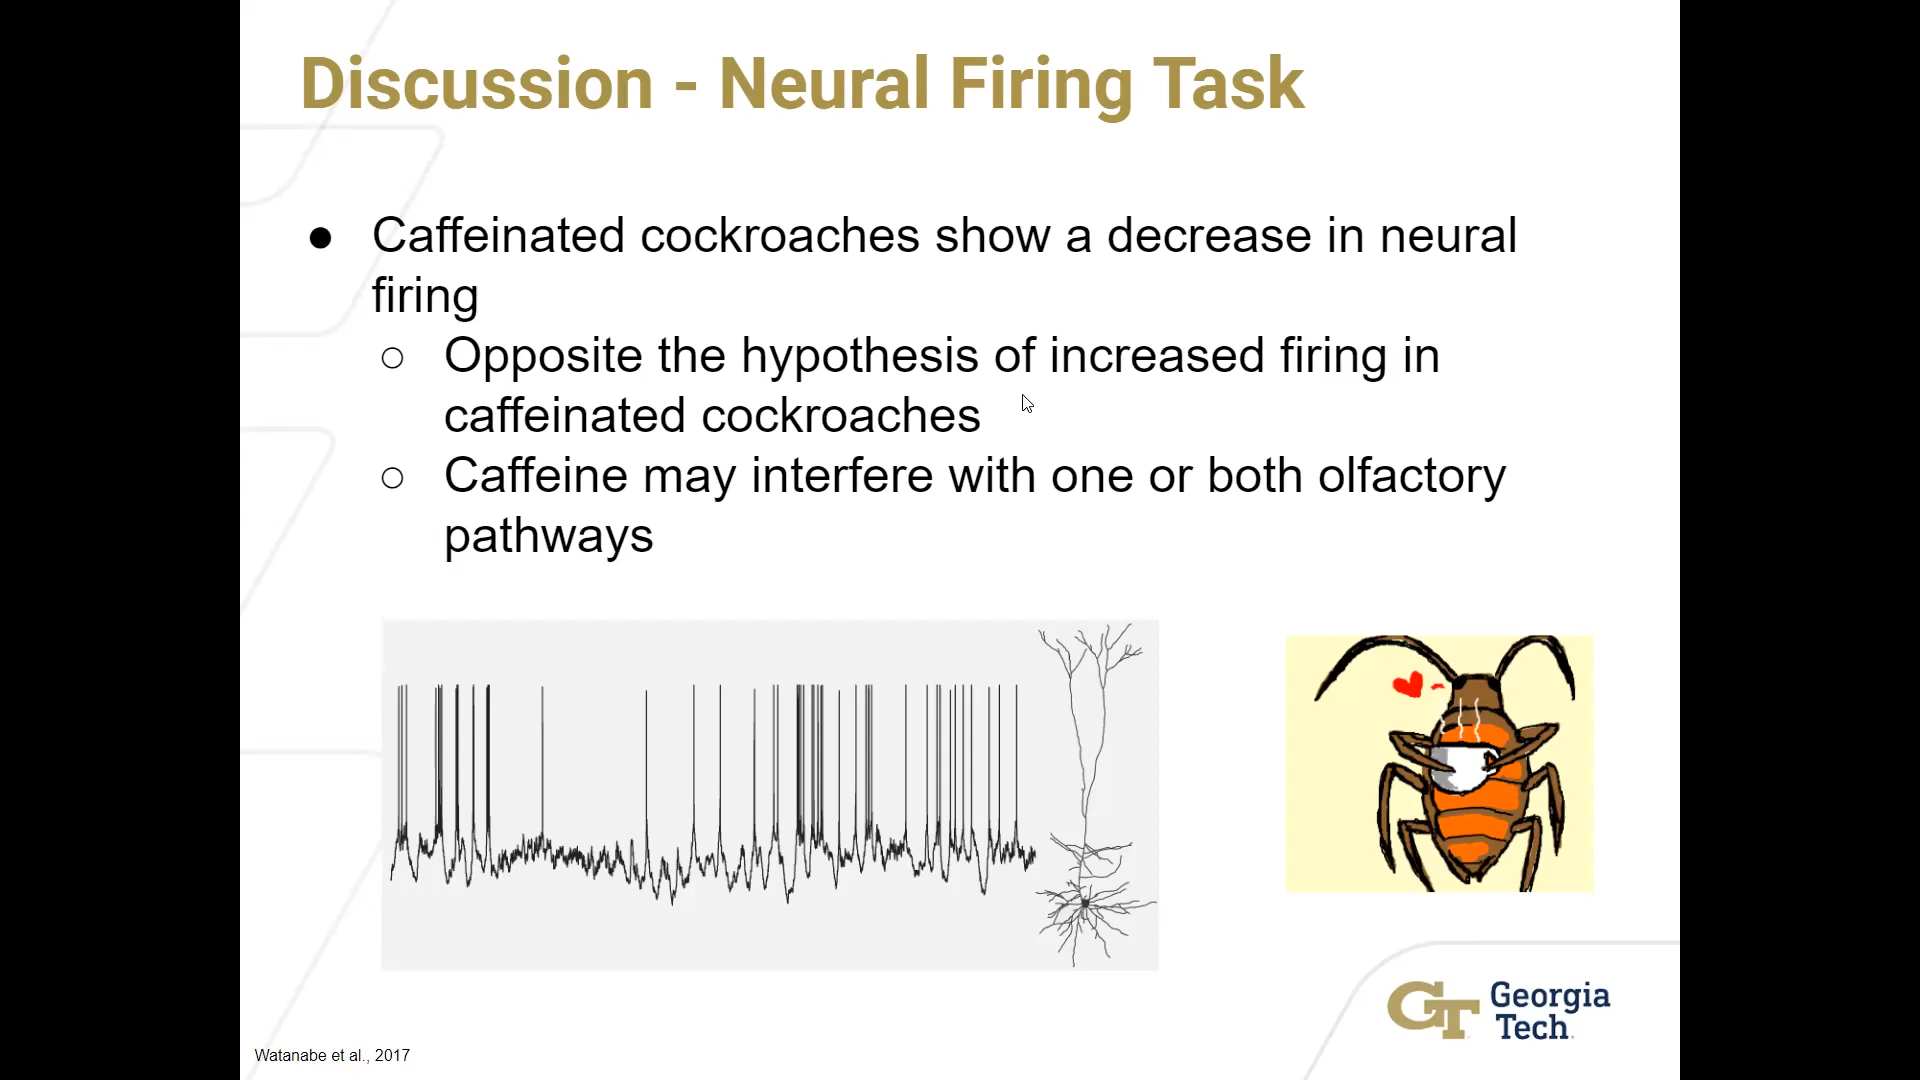 Discussion - Neural Firing Task
● Caffeinated cockroaches show a decrease in neural
firing
○ Opposite the hypothesis of increased firing in
caffeinated cockroaches
○ Caffeine may interfere with one or both olfactory
pathways
GT Georgia
Tech
Watanabe et al., 2017